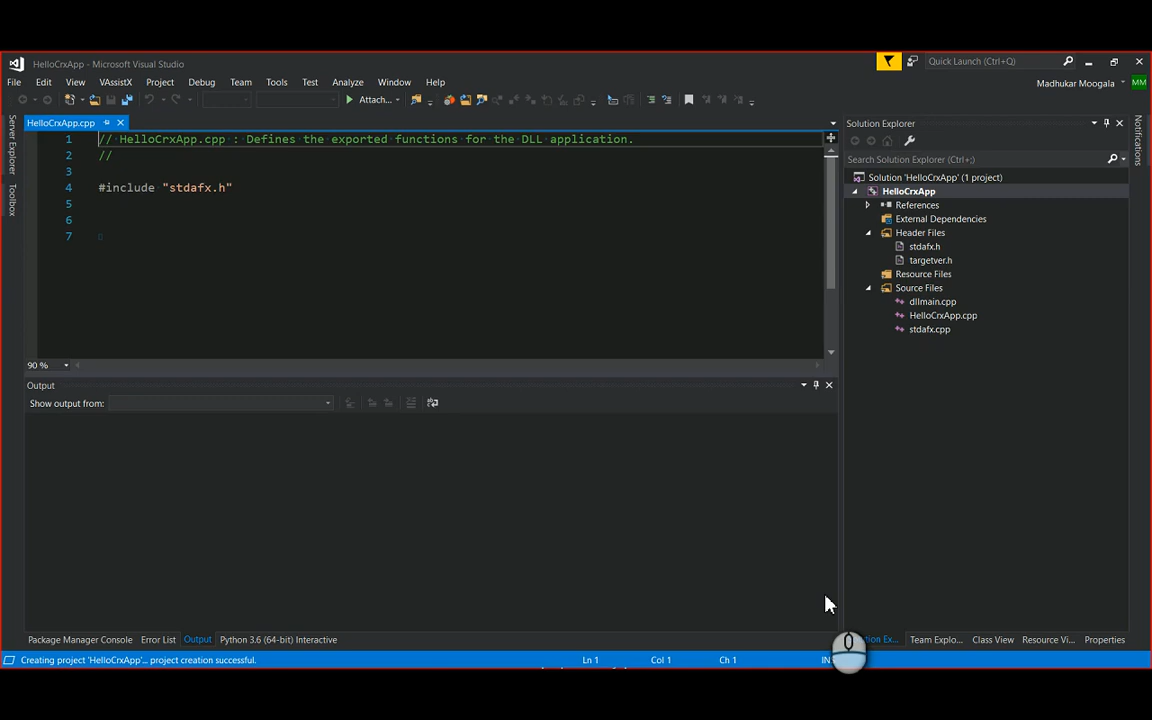 HelloCrxApp - Microsoft Visual Studio
Quick Launch (Ctrl+Q)
File Edit View VAssistX Project Debug Team Tools Test Analyze Window Help
Madhukar Moogala MM
Attach...
Server Explorer
Toolbox
Notifications
HelloCrxApp.cpp
1 // HelloCrxApp.cpp : Defines the exported functions for the DLL application.
2 //
3
4 #include "stdafx.h"
5
6
7
90 %
Solution Explorer
Search Solution Explorer (Ctrl+;)
Solution 'HelloCrxApp' (1 project)
HelloCrxApp
References
External Dependencies
Header Files
stdafx.h
targetver.h
Resource Files
Source Files
dllmain.cpp
HelloCrxApp.cpp
stdafx.cpp
Output
Show output from:
Package Manager Console Error List Output Python 3.6 (64-bit) Interactive
Ex... Team Explo... Class View Resource Vi... Properties
Creating project 'HelloCrxApp'... project creation successful.
Ln 1 Col 1 Ch 1